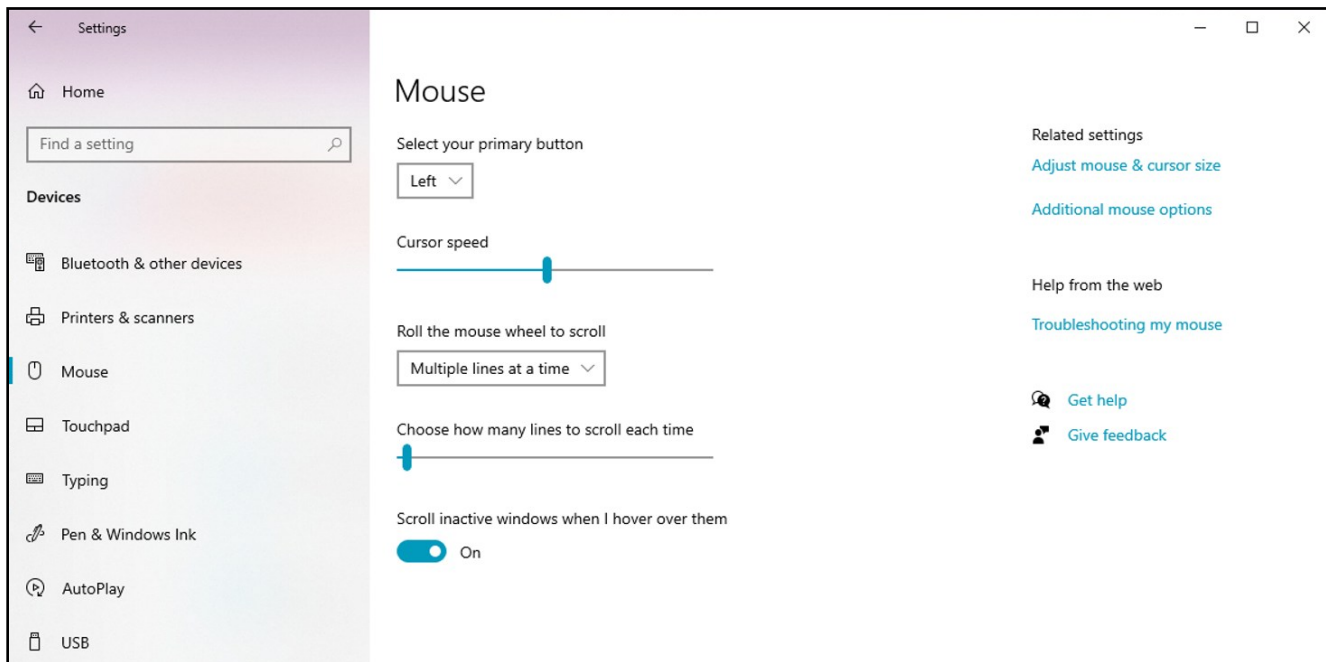 Settings
Home
Find a setting
Devices
Bluetooth & other devices
Printers & scanners
Mouse
Touchpad
Typing
Pen & Windows Ink
AutoPlay
USB
Mouse
Select your primary button
Left
Cursor speed
Roll the mouse wheel to scroll
Multiple lines at a time
Choose how many lines to scroll each time
Scroll inactive windows when I hover over them
On
Related settings
Adjust mouse & cursor size
Additional mouse options
Help from the web
Troubleshooting my mouse
Get help
Give feedback